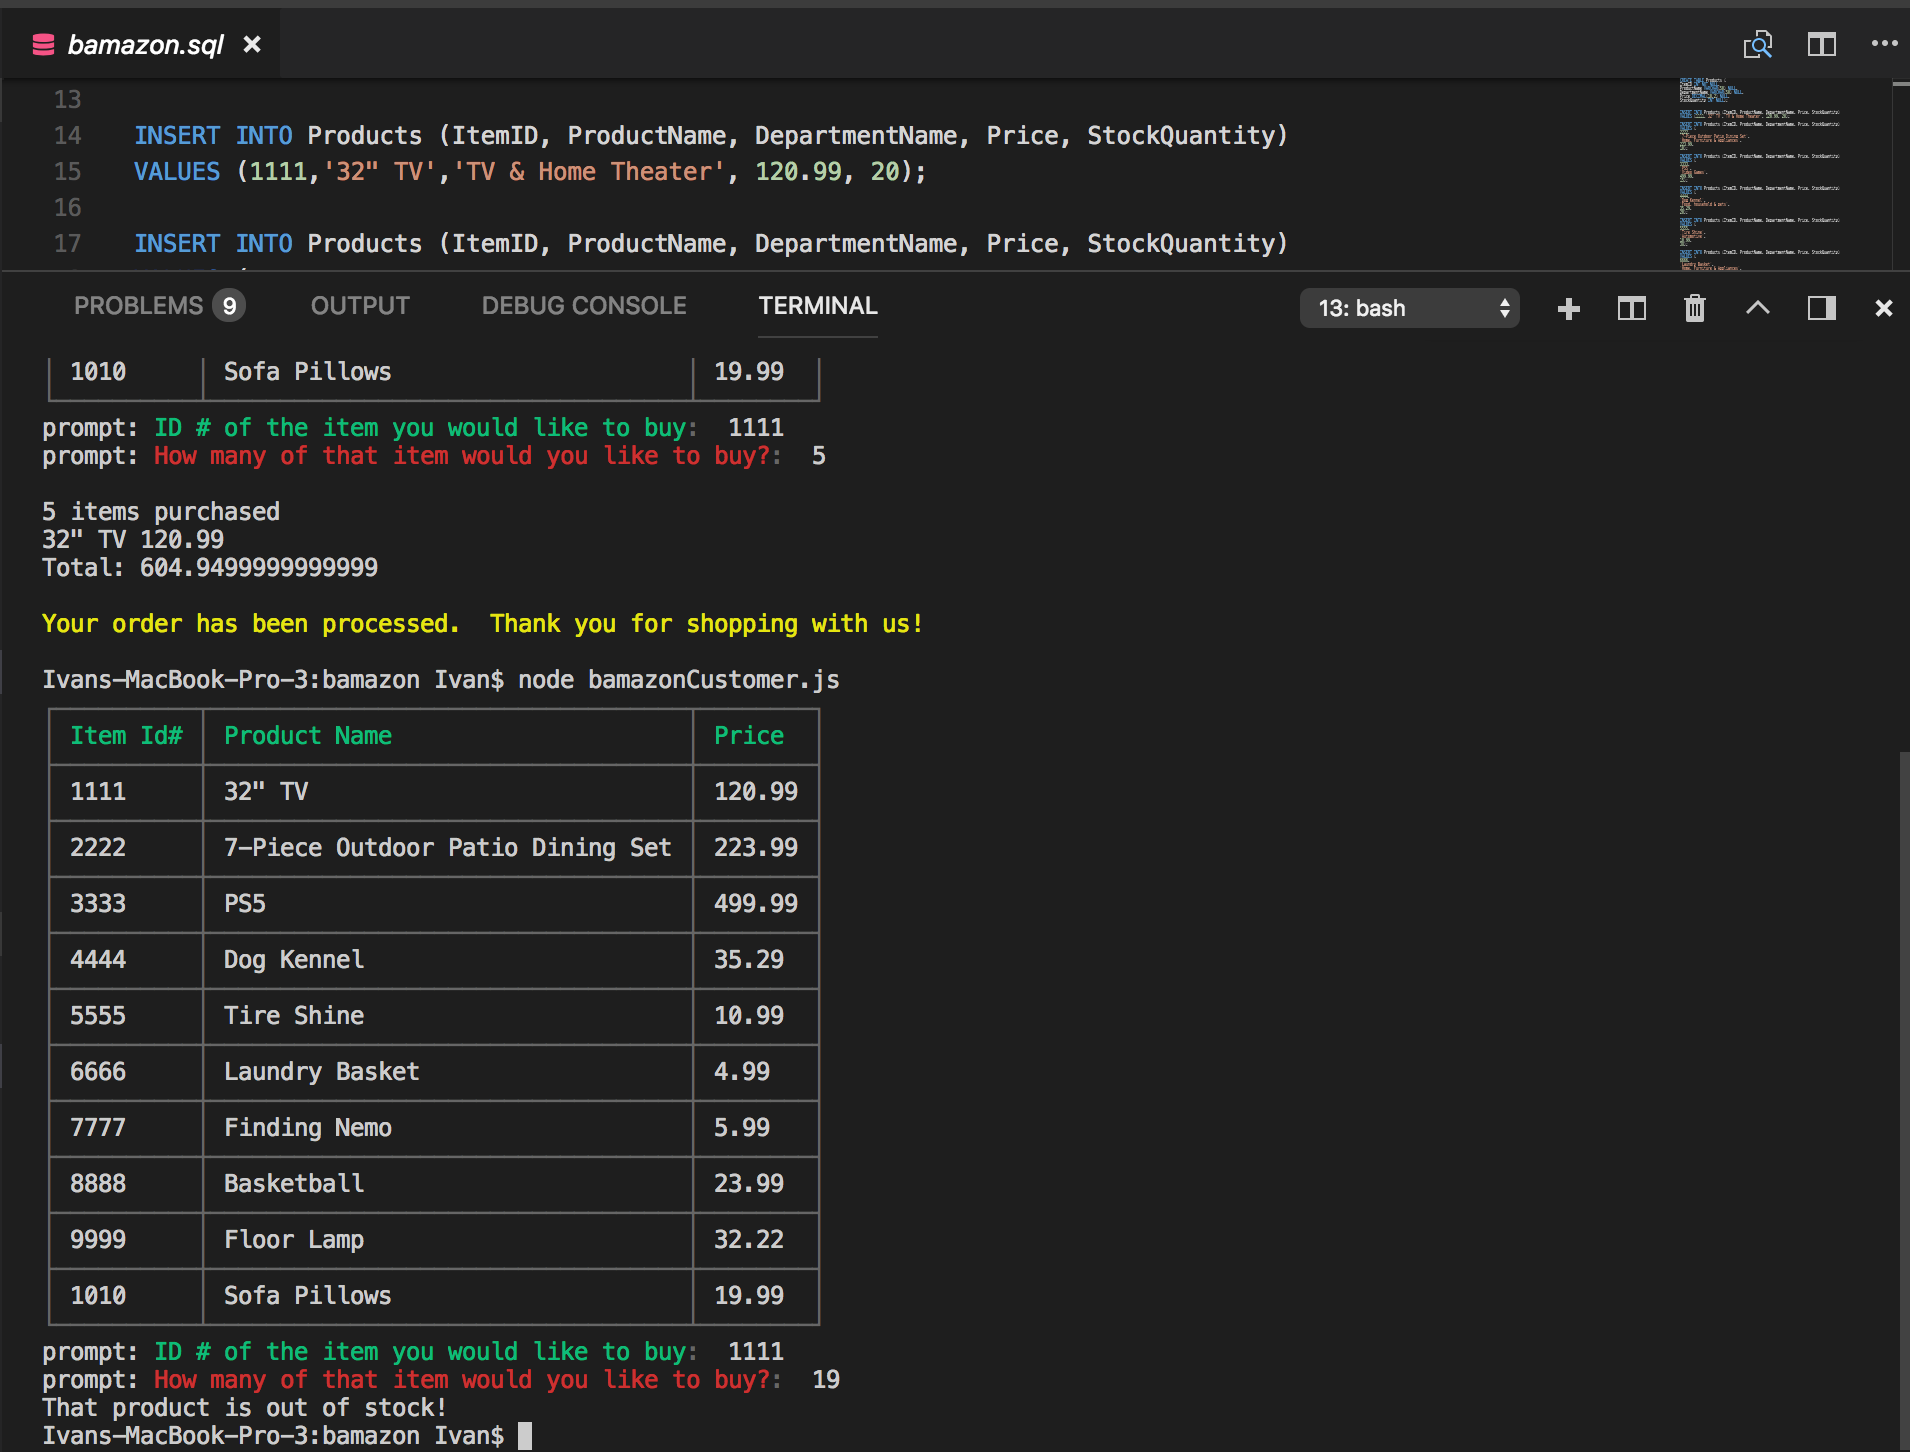 bamazon.sql
13
14 INSERT INTO Products (ItemID, ProductName, DepartmentName, Price, StockQuantity)
15 VALUES (1111,'32" TV','TV & Home Theater', 120.99, 20);
16
17 INSERT INTO Products (ItemID, ProductName, DepartmentName, Price, StockQuantity)
PROBLEMS 9 OUTPUT DEBUG CONSOLE TERMINAL 13: bash
1010 Sofa Pillows 19.99
prompt: ID # of the item you would like to buy: 1111
prompt: How many of that item would you like to buy?: 5
5 items purchased
32" TV 120.99
Total: 604.9499999999999
Your order has been processed. Thank you for shopping with us!
Ivans-MacBook-Pro-3:bamazon Ivan$ node bamazonCustomer.js
Item Id# Product Name Price
1111 32" TV 120.99
2222 7-Piece Outdoor Patio Dining Set 223.99
3333 PS5 499.99
4444 Dog Kennel 35.29
5555 Tire Shine 10.99
6666 Laundry Basket 4.99
7777 Finding Nemo 5.99
8888 Basketball 23.99
9999 Floor Lamp 32.22
1010 Sofa Pillows 19.99
prompt: ID # of the item you would like to buy: 1111
prompt: How many of that item would you like to buy?: 19
That product is out of stock!
Ivans-MacBook-Pro-3:bamazon Ivan$